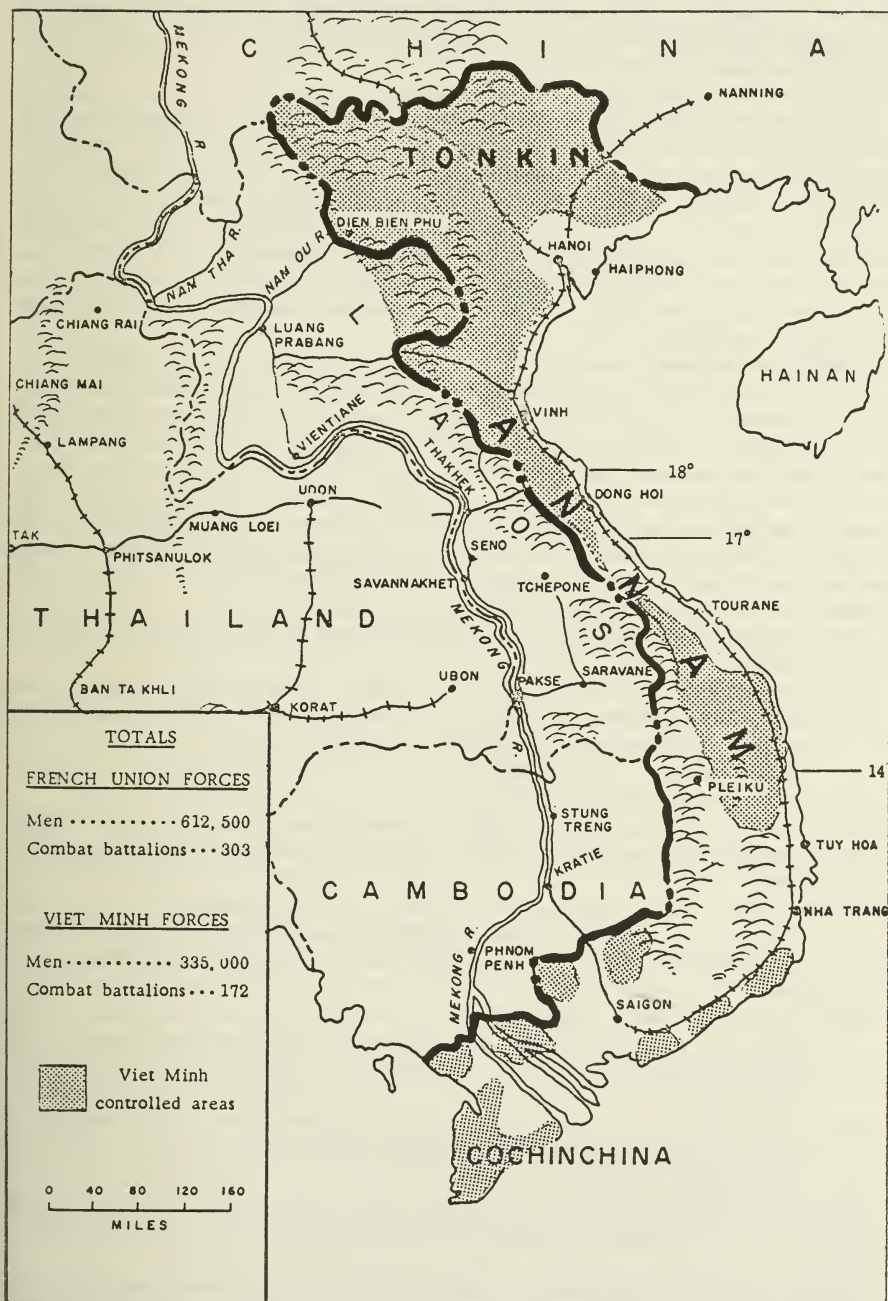 C H I N A
MEKONG R.
NANNING
TONKIN
DIEN BIEN PHU
HANOI
HAIPHONG
NAM THA R.
NAM OU R.
CHIANG RAI
LUANG PRABANG
L A O S
HAINAN
CHIANG MAI
VINH
LAMPANG
VIENTIANE
THAKHEK
A N N A M
18°
UDON
DONG HOI
MUANG LOEI
17°
TAK
PHITSANULOK
SENO
SAVANNAKHET
TCHEPONE
TOURANE
T H A I L A N D
MEKONG R.
UBON
PAKSE
SARAVANE
BAN TA KHLI
KORAT
14
PLEIKU
STUNG
TRENG
TUY HOA
KRATIE
C A M B O D I A
NHA TRANG
MEKONG R.
PHNOM
PENH
SAIGON
COCHINCHINA
TOTALS
FRENCH UNION FORCES
Men ··········· 612,500
Combat battalions ··· 303
VIET MINH FORCES
Men ··········· 335,000
Combat battalions ··· 172
Viet Minh
controlled areas
0 40 80 120 160
MILES